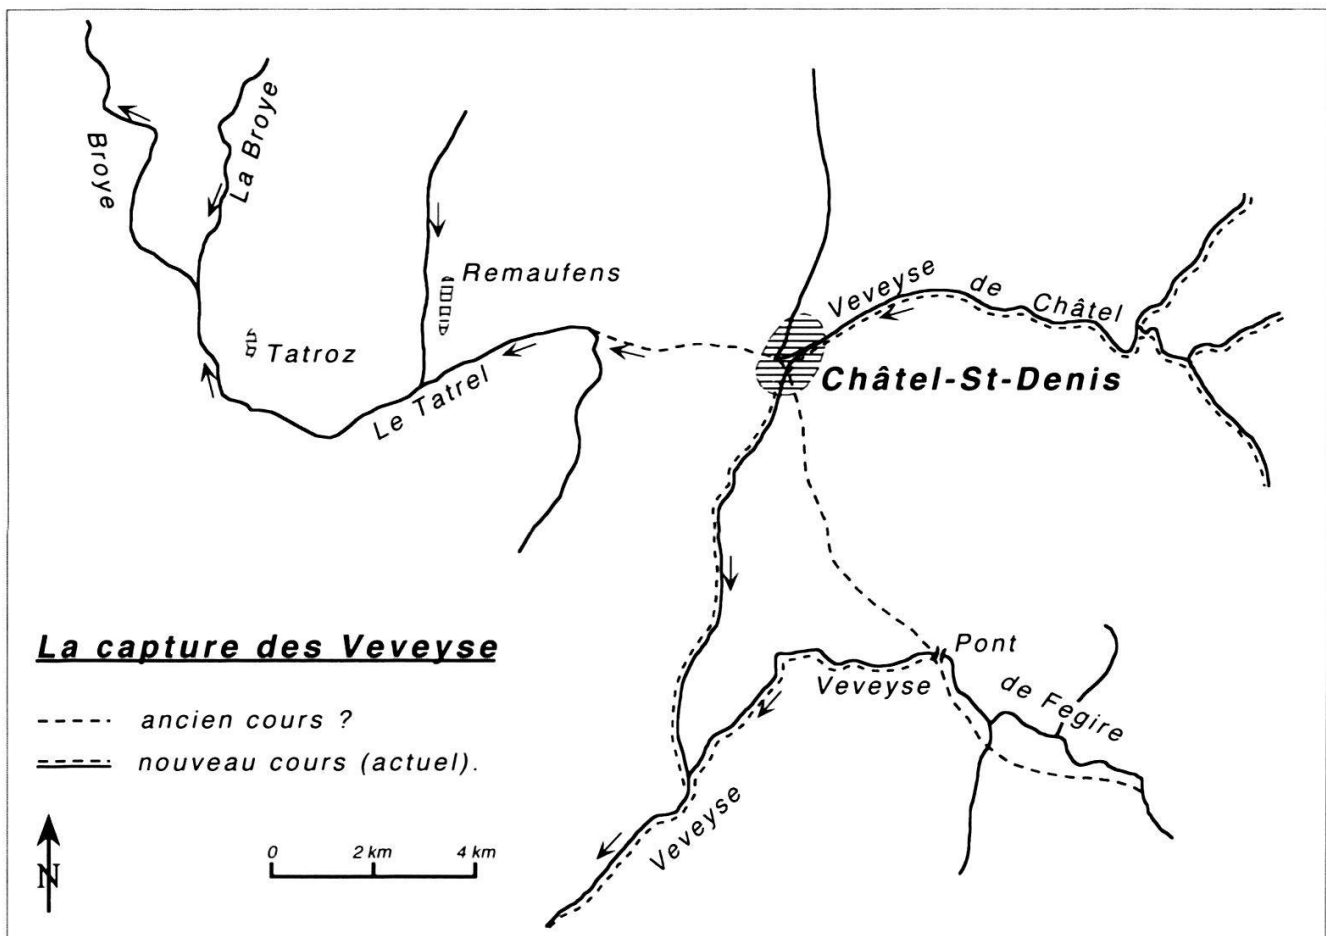 Broye
La Broye
Remaufens
Tatroz
Le Tatrel
Veveyse de Châtel
Châtel-St-Denis
Pont
Veveyse de Fégire
Veveyse
La capture des Veveyse
ancien cours ?
nouveau cours (actuel).
N
0 2 km 4 km